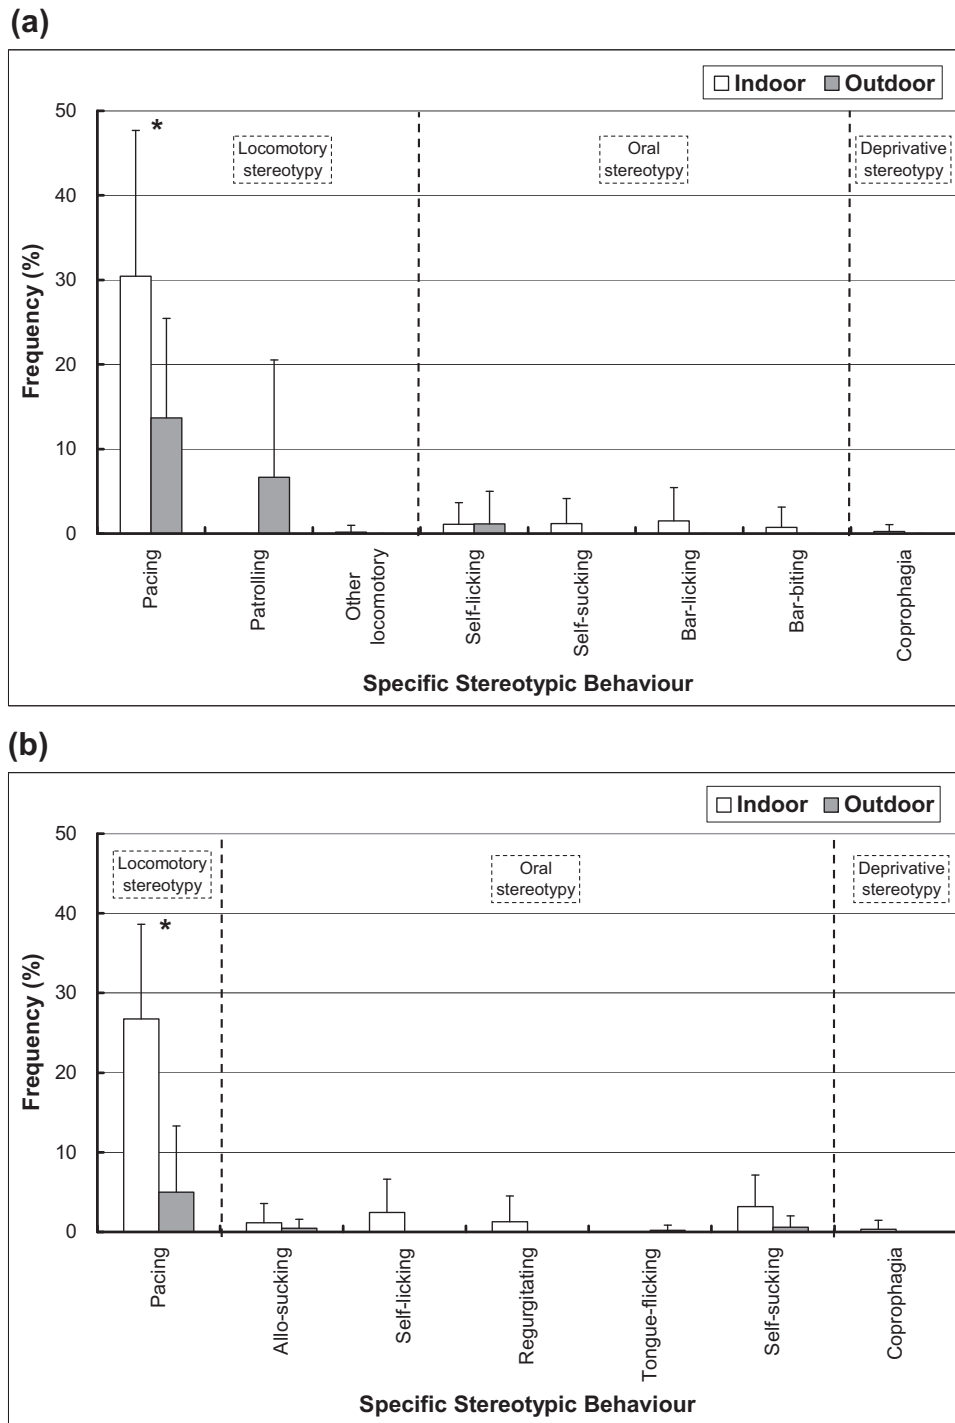 (a)
Indoor Outdoor
50
40
30
20
10
0
Frequency (%)
*
Locomotory
stereotypy
Oral
stereotypy
Deprivative
stereotypy
Pacing
Patrolling
Other
locomotory
Self-licking
Self-sucking
Bar-licking
Bar-biting
Coprophagia
Specific Stereotypic Behaviour
(b)
Indoor Outdoor
50
40
30
20
10
0
Frequency (%)
*
Locomotory
stereotypy
Oral
stereotypy
Deprivative
stereotypy
Pacing
Allo-sucking
Self-licking
Regurgitating
Tongue-flicking
Self-sucking
Coprophagia
Specific Stereotypic Behaviour